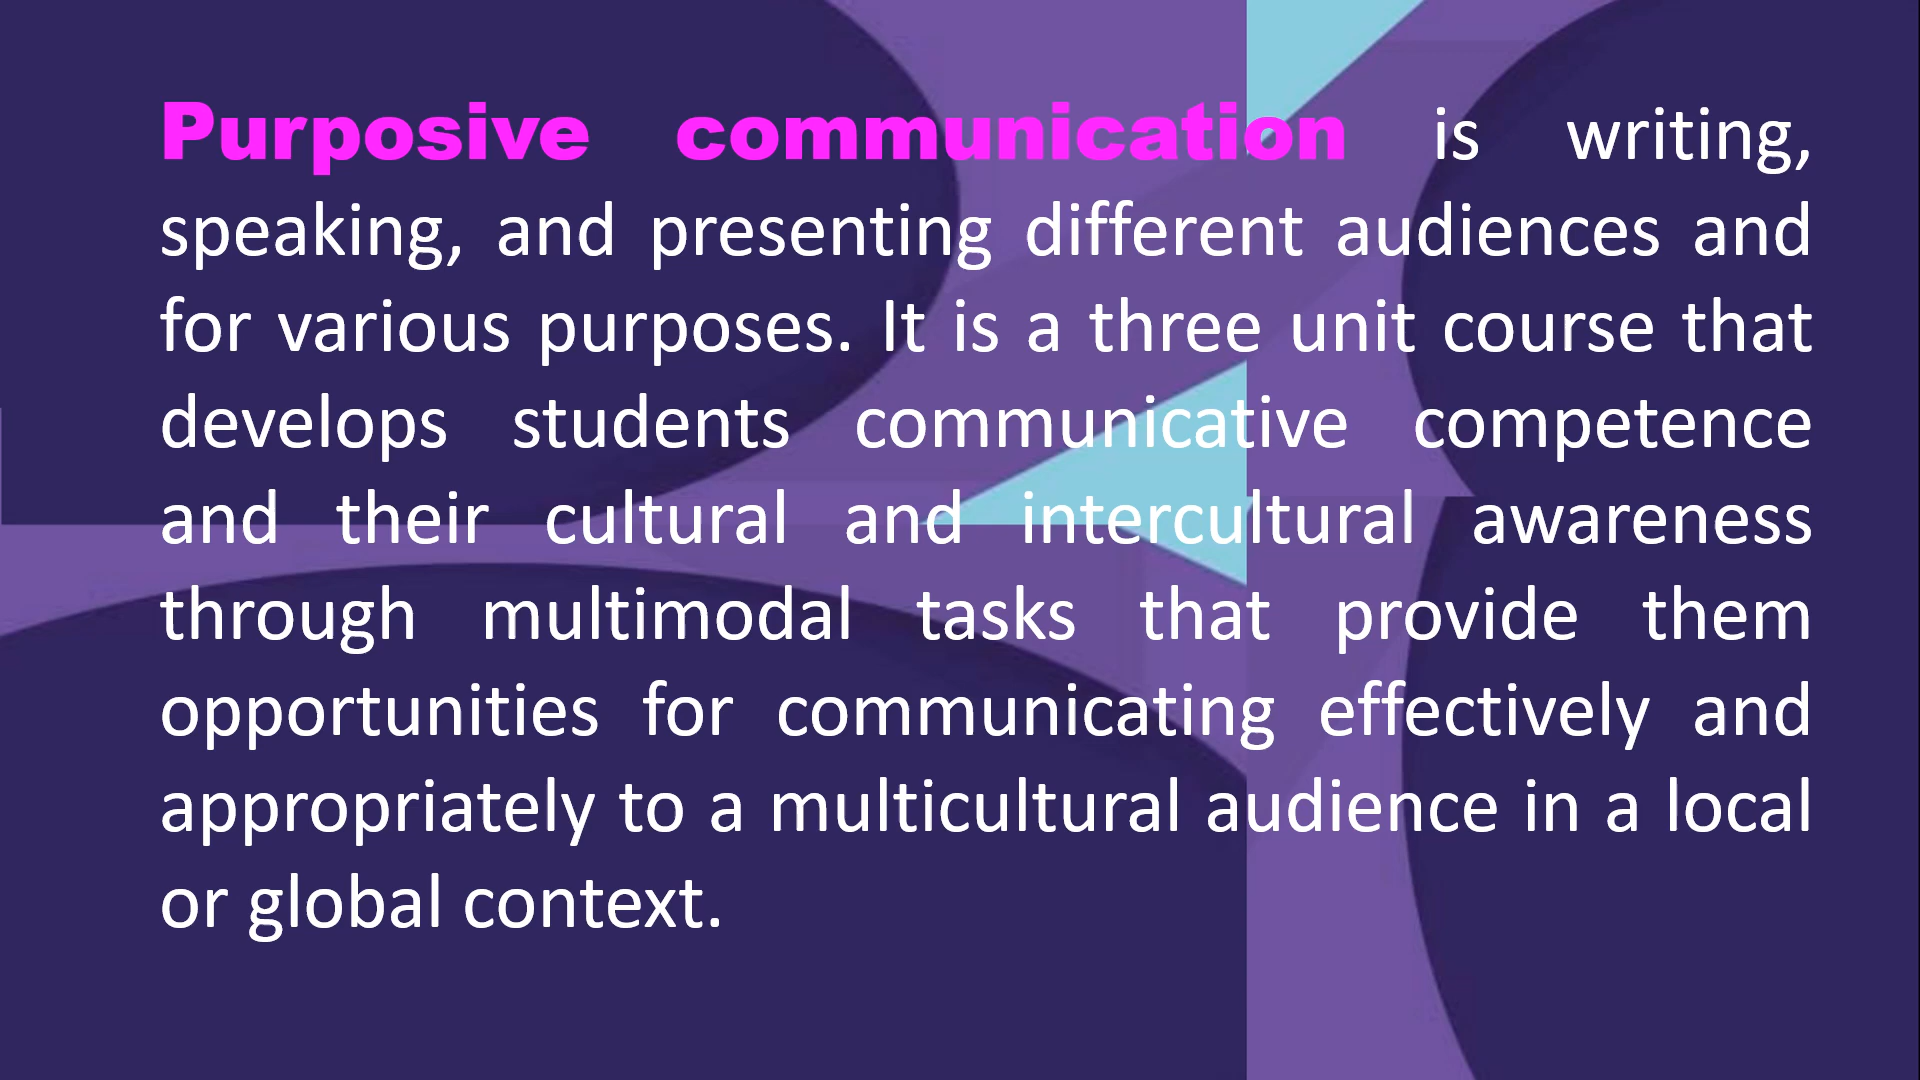 Purposive communication is writing,
speaking, and presenting different audiences and
for various purposes. It is a three unit course that
develops students communicative competence
and their cultural and intercultural awareness
through multimodal tasks that provide them
opportunities for communicating effectively and
appropriately to a multicultural audience in a local
or global context.